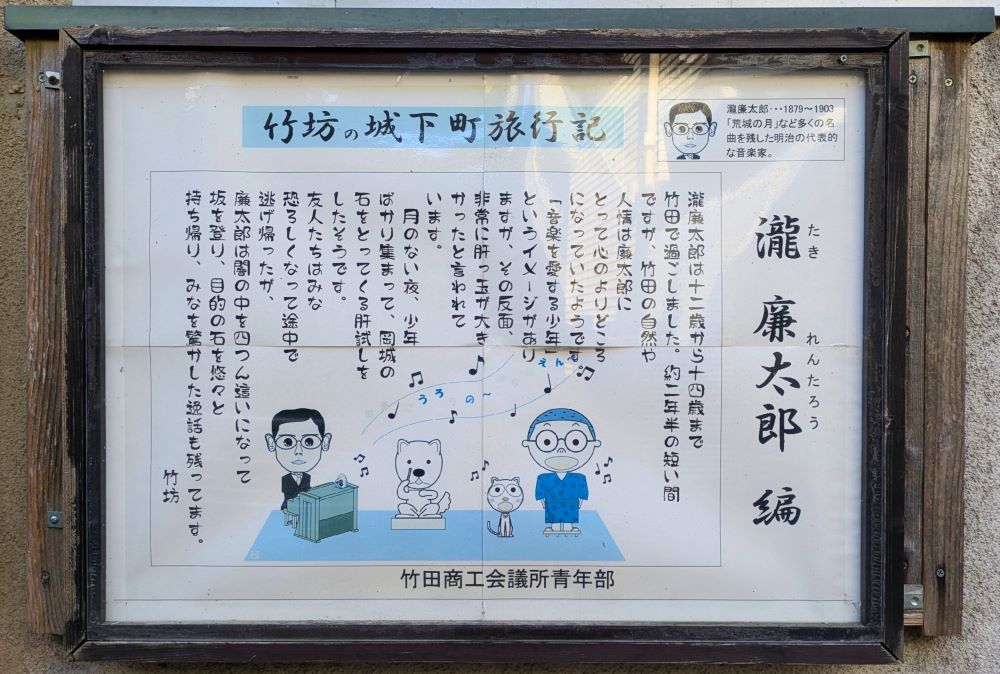 竹坊の城下町旅行記
瀧廉太郎･･･1879～1903
「荒城の月」など多くの名
曲を残した明治の代表的
な音楽家。
瀧 廉太郎 編
たき れんたろう
瀧廉太郎は十二歳から十四歳まで
竹田で過ごしました。約二年半の短い間
ですが、竹田の自然や
人情は廉太郎に
とって心のよりどころ
になっていたようです。
「音楽を愛する少年」
というイメージがあり
ますが、その反面、
非常に肝っ玉が大き
かったと言われて
います。
月のない夜、少年
ばかり集まって、岡城の
石をとってくる肝試しを
したそうです。
友人たちはみな
恐ろしくなって途中で
逃げ帰ったが、
廉太郎は闇の中を四つん這いになって
坂を登り、目的の石を悠々と
持ち帰り、みなを驚かした逸話も残ってます。
竹坊
うろ
の～
えん
竹田商工会議所青年部